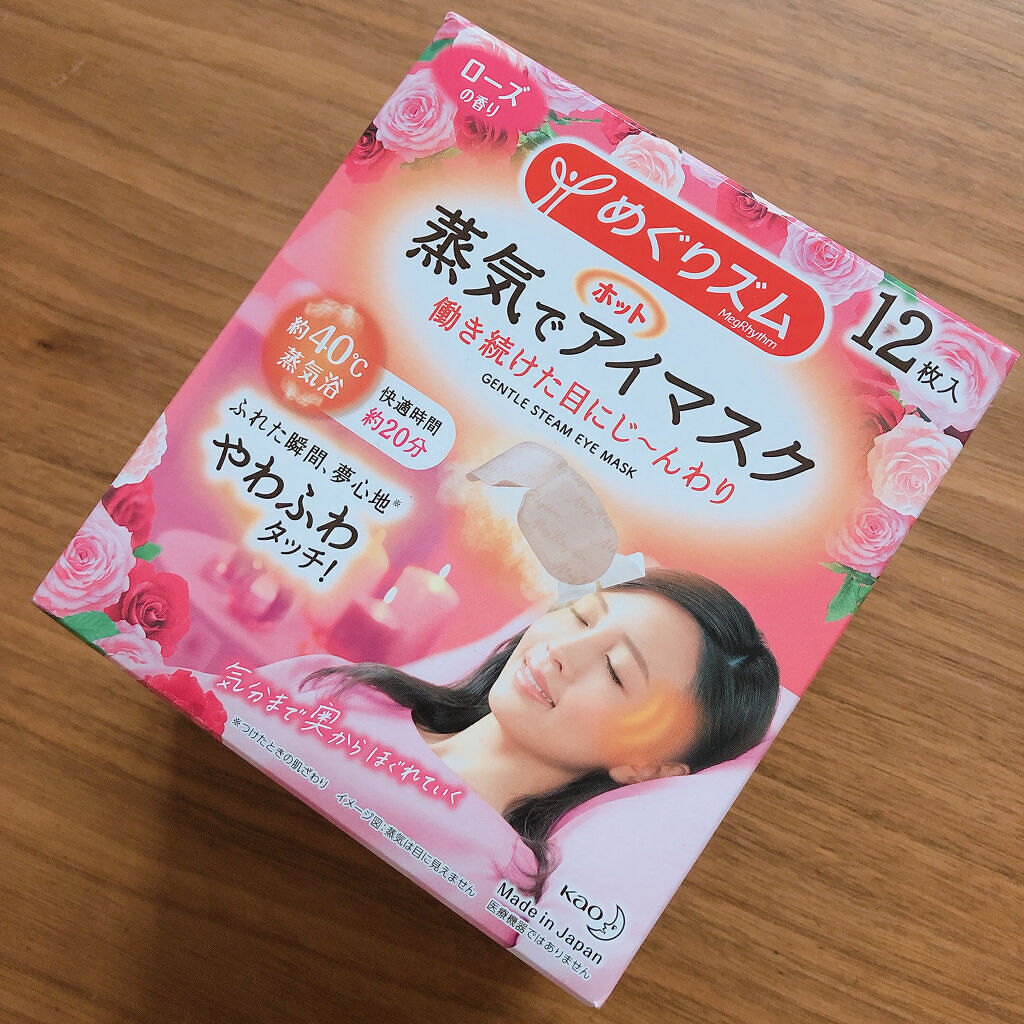 ローズ
の香り
めぐりズム
MegRhythm
12枚入
蒸気でホットアイマスク
働き続けた目にじ〜んわり
GENTLE STEAM EYE MASK
約40℃
蒸気浴
快適時間
約20分
ふれた瞬間、夢心地※
やわふわ
タッチ!
気分まで奥からほぐれていく
※つけたときの肌ざわり イメージ図:蒸気は目に見えません
Kao
Made in Japan
医療機器ではありません